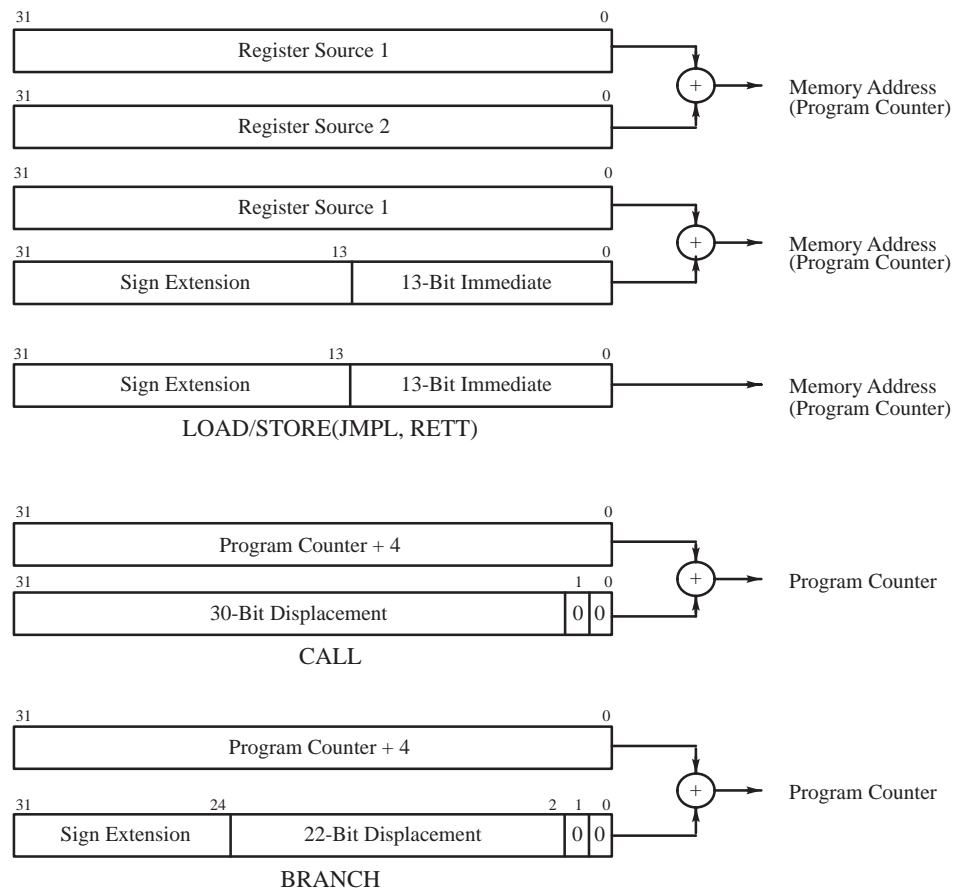 31 0
Register Source 1
31 0
Register Source 2
+
Memory Address
(Program Counter)
31 0
Register Source 1
31 13 0
Sign Extension 13-Bit Immediate
+
Memory Address
(Program Counter)
31 13 0
Sign Extension 13-Bit Immediate
Memory Address
(Program Counter)
LOAD/STORE(JMPL, RETT)
31 0
Program Counter + 4
31 1 0
30-Bit Displacement 0 0
+
Program Counter
CALL
31 0
Program Counter + 4
31 24 2 1 0
Sign Extension 22-Bit Displacement 0 0
+
Program Counter
BRANCH